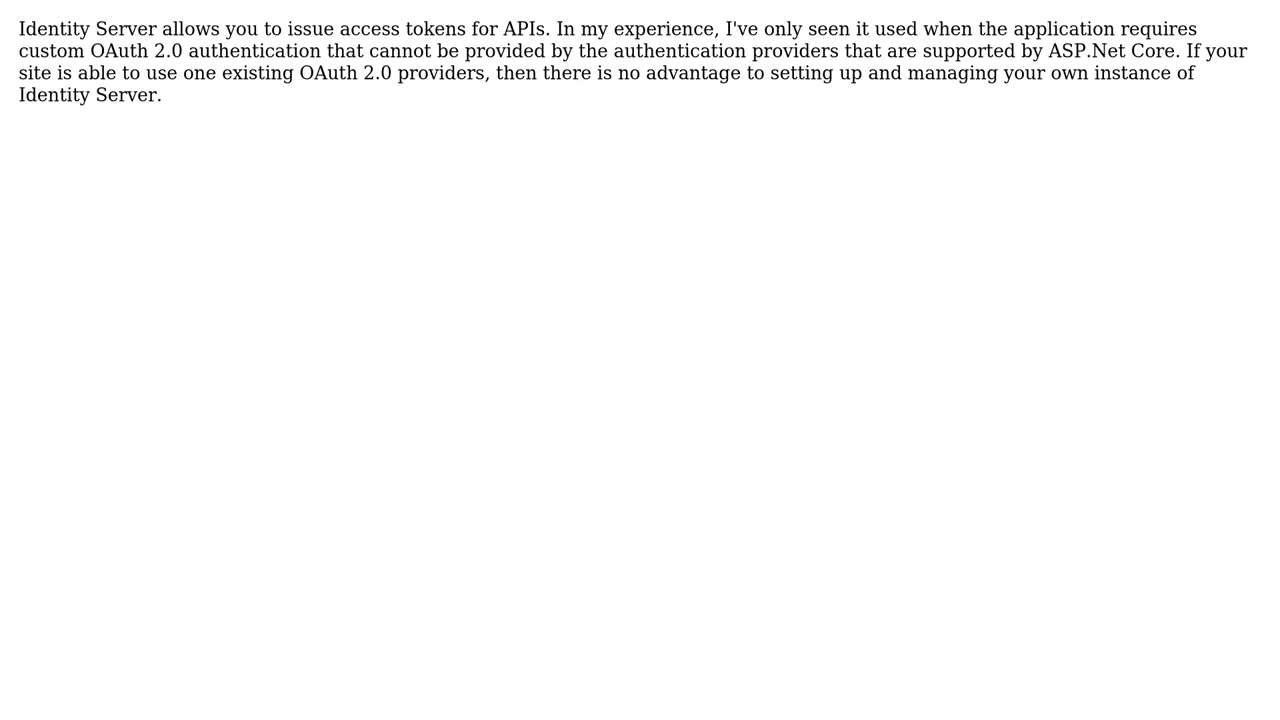 Identity Server allows you to issue access tokens for APIs. In my experience, I've only seen it used when the application requires
custom OAuth 2.0 authentication that cannot be provided by the authentication providers that are supported by ASP.Net Core. If your
site is able to use one existing OAuth 2.0 providers, then there is no advantage to setting up and managing your own instance of
Identity Server.